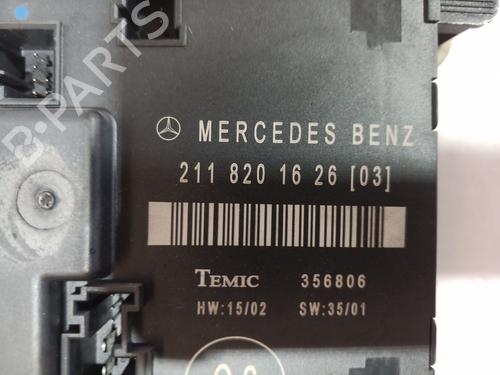 B-PARTS
MERCEDES BENZ
211 820 16 26 [03]
TEMIC 356806
HW:15/02 SW:35/01